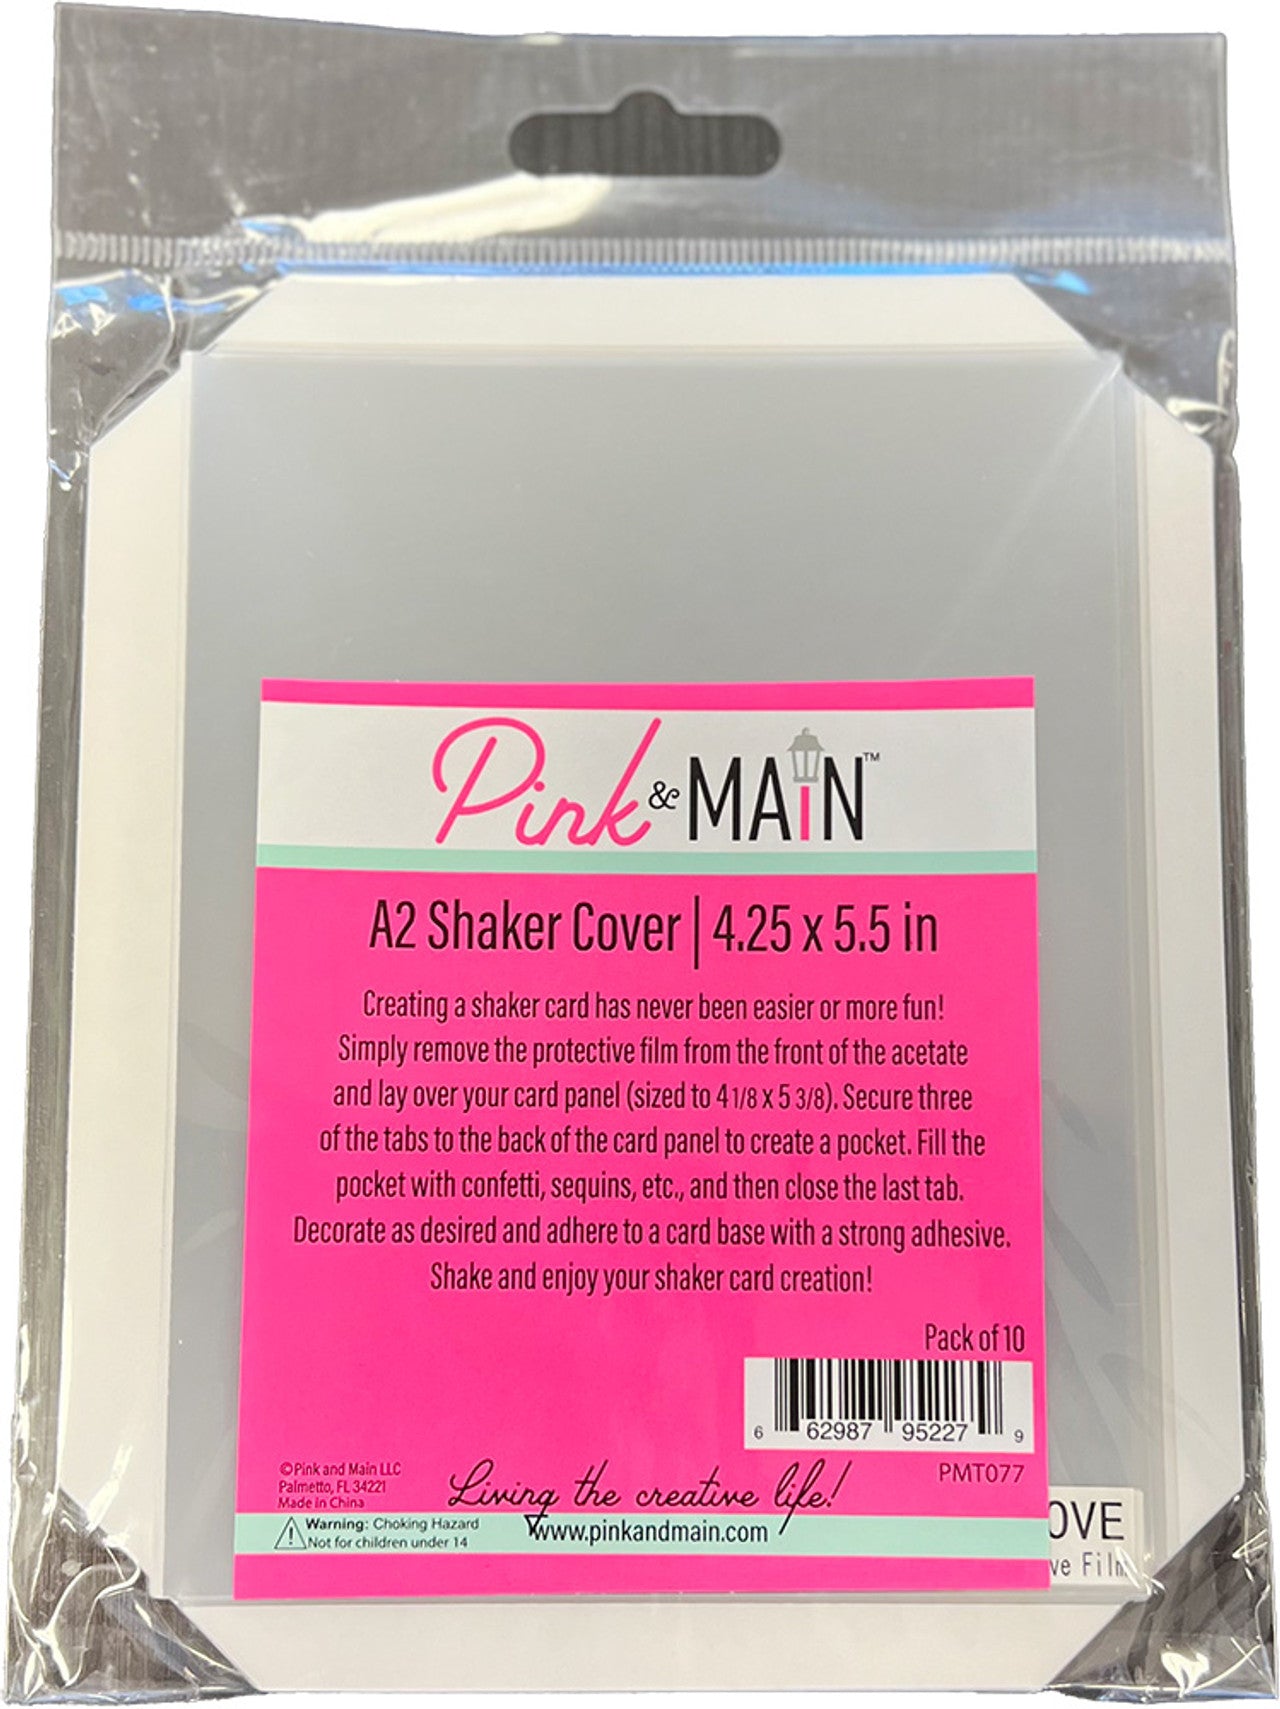 Pink & MAiN™
A2 Shaker Cover | 4.25 x 5.5 in
Creating a shaker card has never been easier or more fun!
Simply remove the protective film from the front of the acetate
and lay over your card panel (sized to 4 1/8 x 5 3/8). Secure three
of the tabs to the back of the card panel to create a pocket. Fill the
pocket with confetti, sequins, etc., and then close the last tab.
Decorate as desired and adhere to a card base with a strong adhesive.
Shake and enjoy your shaker card creation!
Pack of 10
6 62987 95227 9
PMT077
©Pink and Main LLC
Palmetto, FL 34221
Made in China
Living the creative life!
Warning: Choking Hazard
Not for children under 14
www.pinkandmain.com
OVE
ve Film